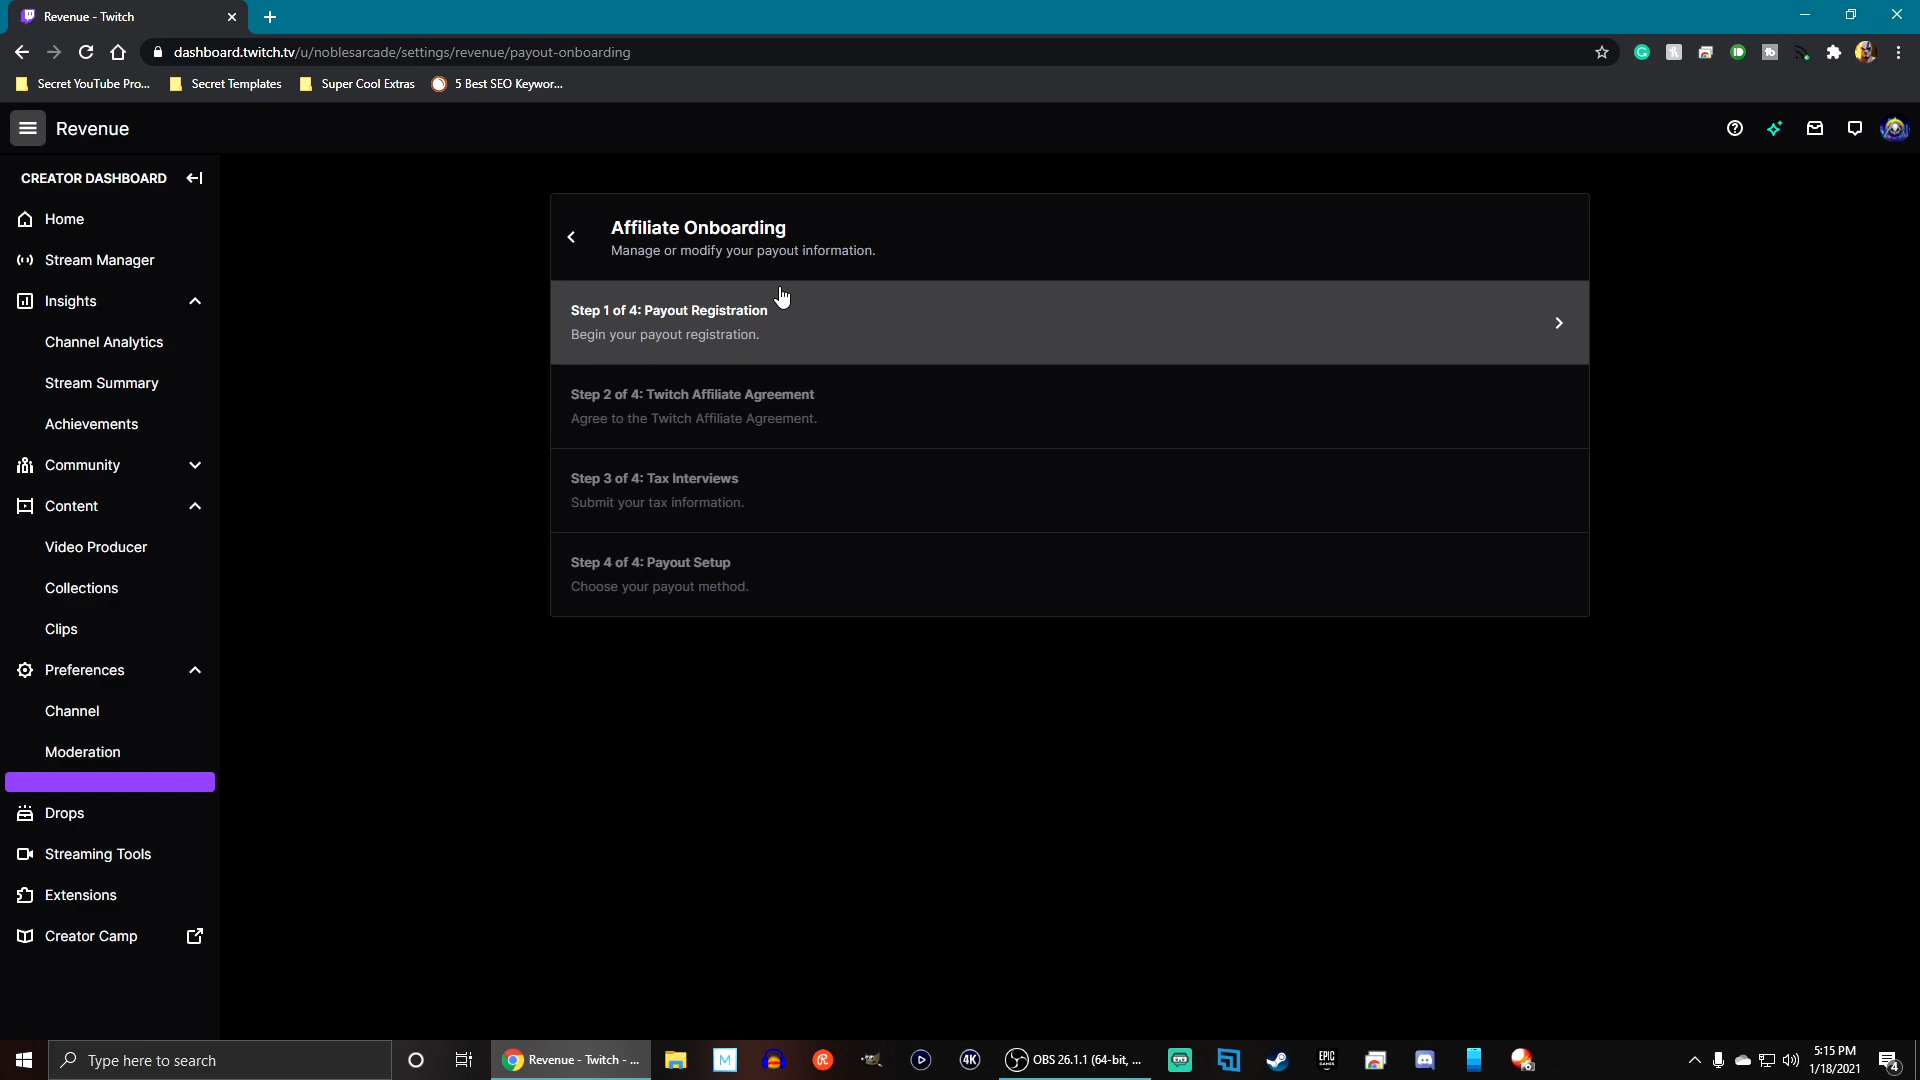 Revenue - Twitch
dashboard.twitch.tv/u/noblesarcade/settings/revenue/payout-onboarding
Secret YouTube Pro...
Secret Templates
Super Cool Extras
5 Best SEO Keywor...
Revenue
CREATOR DASHBOARD
Home
Stream Manager
Insights
Channel Analytics
Stream Summary
Achievements
Community
Content
Video Producer
Collections
Clips
Preferences
Channel
Moderation
Drops
Streaming Tools
Extensions
Creator Camp
Affiliate Onboarding
Manage or modify your payout information.
Step 1 of 4: Payout Registration
Begin your payout registration.
Step 2 of 4: Twitch Affiliate Agreement
Agree to the Twitch Affiliate Agreement.
Step 3 of 4: Tax Interviews
Submit your tax information.
Step 4 of 4: Payout Setup
Choose your payout method.
Type here to search
Revenue - Twitch - ...
M
4K
OBS 26.1.1 (64-bit, ...
EPIC
GAMES
5:15 PM
1/18/2021
4